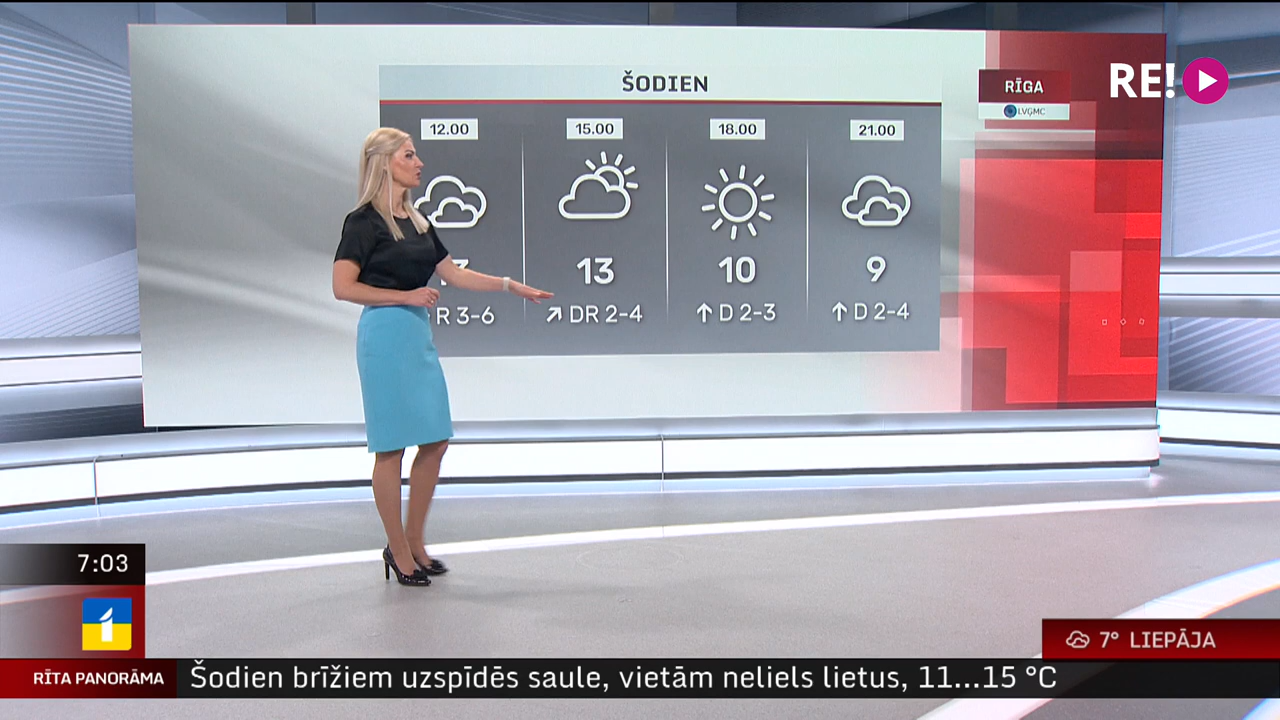 ŠODIEN
RĪGA
LVĢMC
RE!
12.00
15.00
18.00
21.00
13
10
9
R 3-6
DR 2-4
D 2-3
D 2-4
7:03
1
7° LIEPĀJA
RĪTA PANORĀMA
Šodien brīžiem uzspīdēs saule, vietām neliels lietus, 11...15 °C